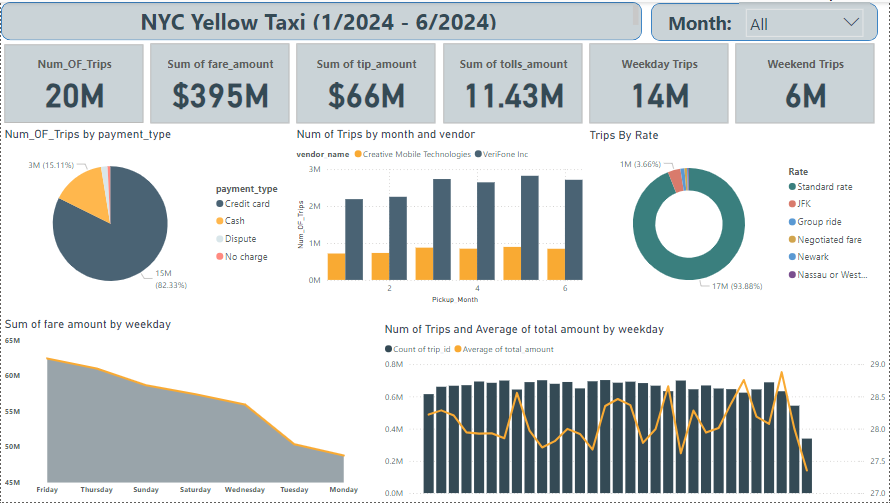 NYC Yellow Taxi (1/2024 - 6/2024)
Month:
All
Num_OF_Trips
20M
Sum of fare_amount
$395M
Sum of tip_amount
$66M
Sum of tolls_amount
11.43M
Weekday Trips
14M
Weekend Trips
6M
Num_OF_Trips by payment_type
3M (15.11%)
15M
(82.33%)
payment_type
Credit card
Cash
Dispute
No charge
Num of Trips by month and vendor
vendor_name Creative Mobile Technologies VeriFone Inc
3M
2M
1M
0M
Num_OF_Trips
2
4
6
Pickup_Month
Trips By Rate
1M (3.66%)
17M (93.88%)
Rate
Standard rate
JFK
Group ride
Negotiated fare
Newark
Nassau or West...
Sum of fare amount by weekday
65M
60M
55M
50M
45M
Friday Thursday Sunday Saturday Wednesday Tuesday Monday
Num of Trips and Average of total amount by weekday
Count of trip_id Average of total_amount
0.8M
0.6M
0.4M
0.2M
0.0M
29.0
28.5
28.0
27.5
27.0